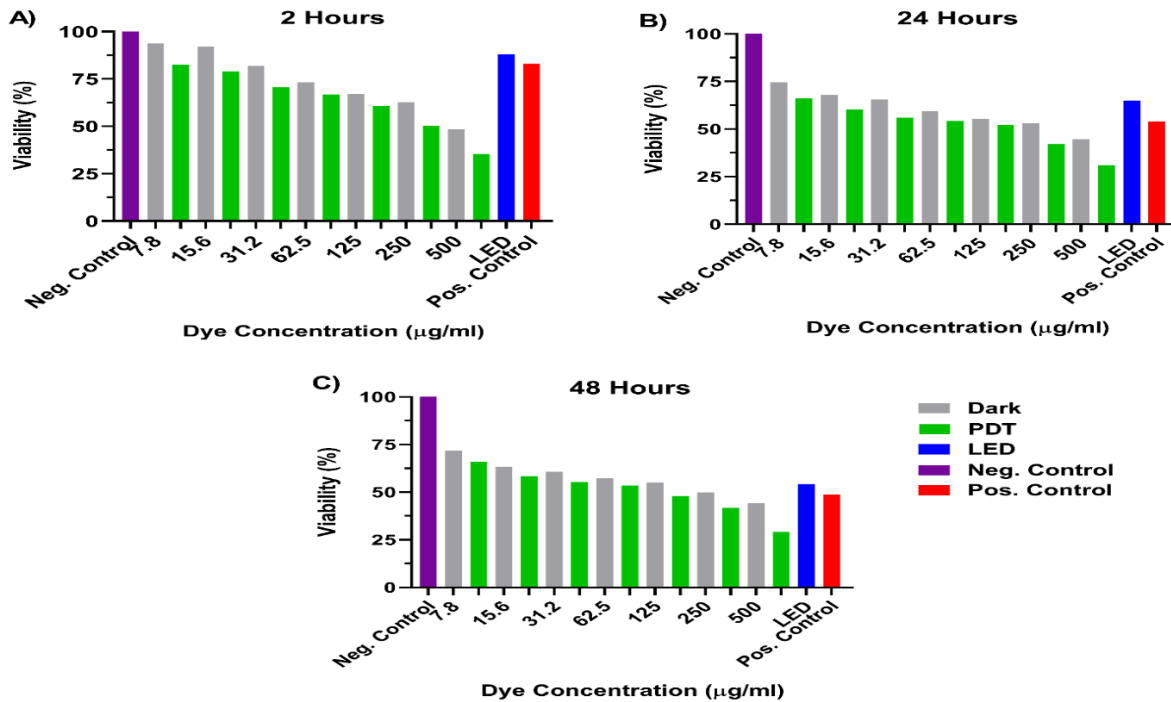 A)
2 Hours
Viability (%)
100
75
50
25
0
Neg. Control
7.8
15.6
31.2
62.5
125
250
500
LED
Pos. Control
Dye Concentration (μg/ml)
B)
24 Hours
Viability (%)
100
75
50
25
0
Neg. Control
7.8
15.6
31.2
62.5
125
250
500
LED
Pos. Control
Dye Concentration (μg/ml)
C)
48 Hours
Viability (%)
100
75
50
25
0
Neg. Control
7.8
15.6
31.2
62.5
125
250
500
LED
Pos. Control
Dye Concentration (μg/ml)
Dark
PDT
LED
Neg. Control
Pos. Control